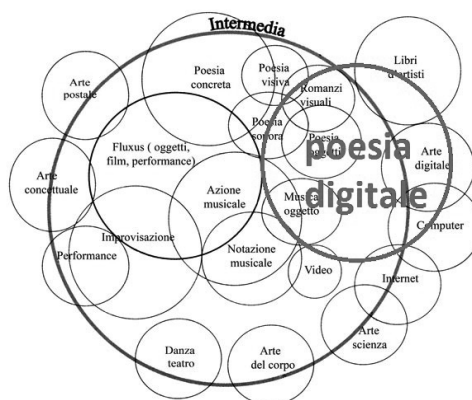 Intermedia
Poesia
concreta
Poesia
visiva
Romanzi
visuali
Libri
d'artisti
Arte
postale
Poesia
sonora
Poesia
oggetti
poesia
digitale
Fluxus ( oggetti,
film, performance)
Arte
digitale
Arte
concettuale
Azione
musicale
Musica
oggetto
Computer
Improvisazione
Performance
Notazione
musicale
Video
Internet
Arte
scienza
Danza
teatro
Arte
del corpo